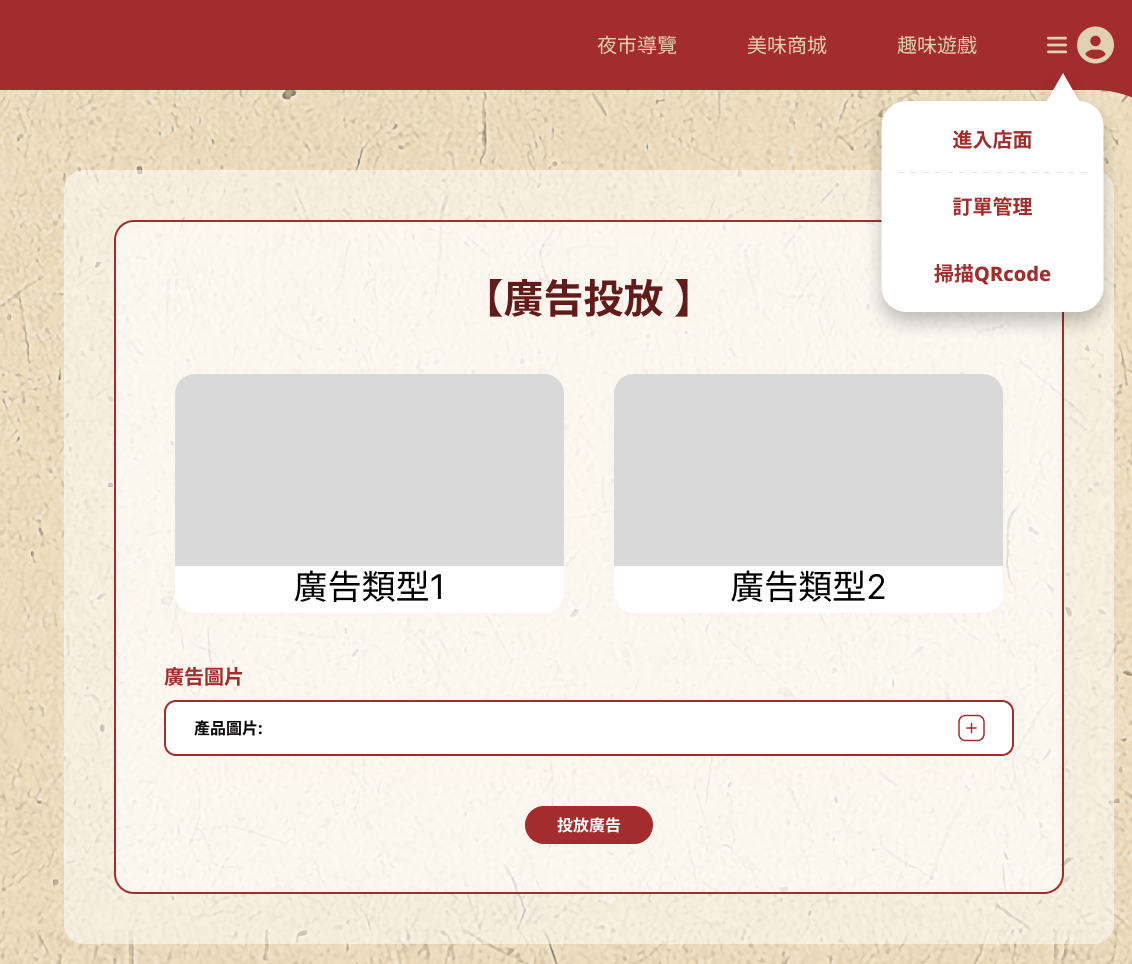 夜市導覽
美味商城
趣味遊戲
進入店面
訂單管理
掃描QRcode
【廣告投放 】
廣告類型1
廣告類型2
廣告圖片
產品圖片:
投放廣告